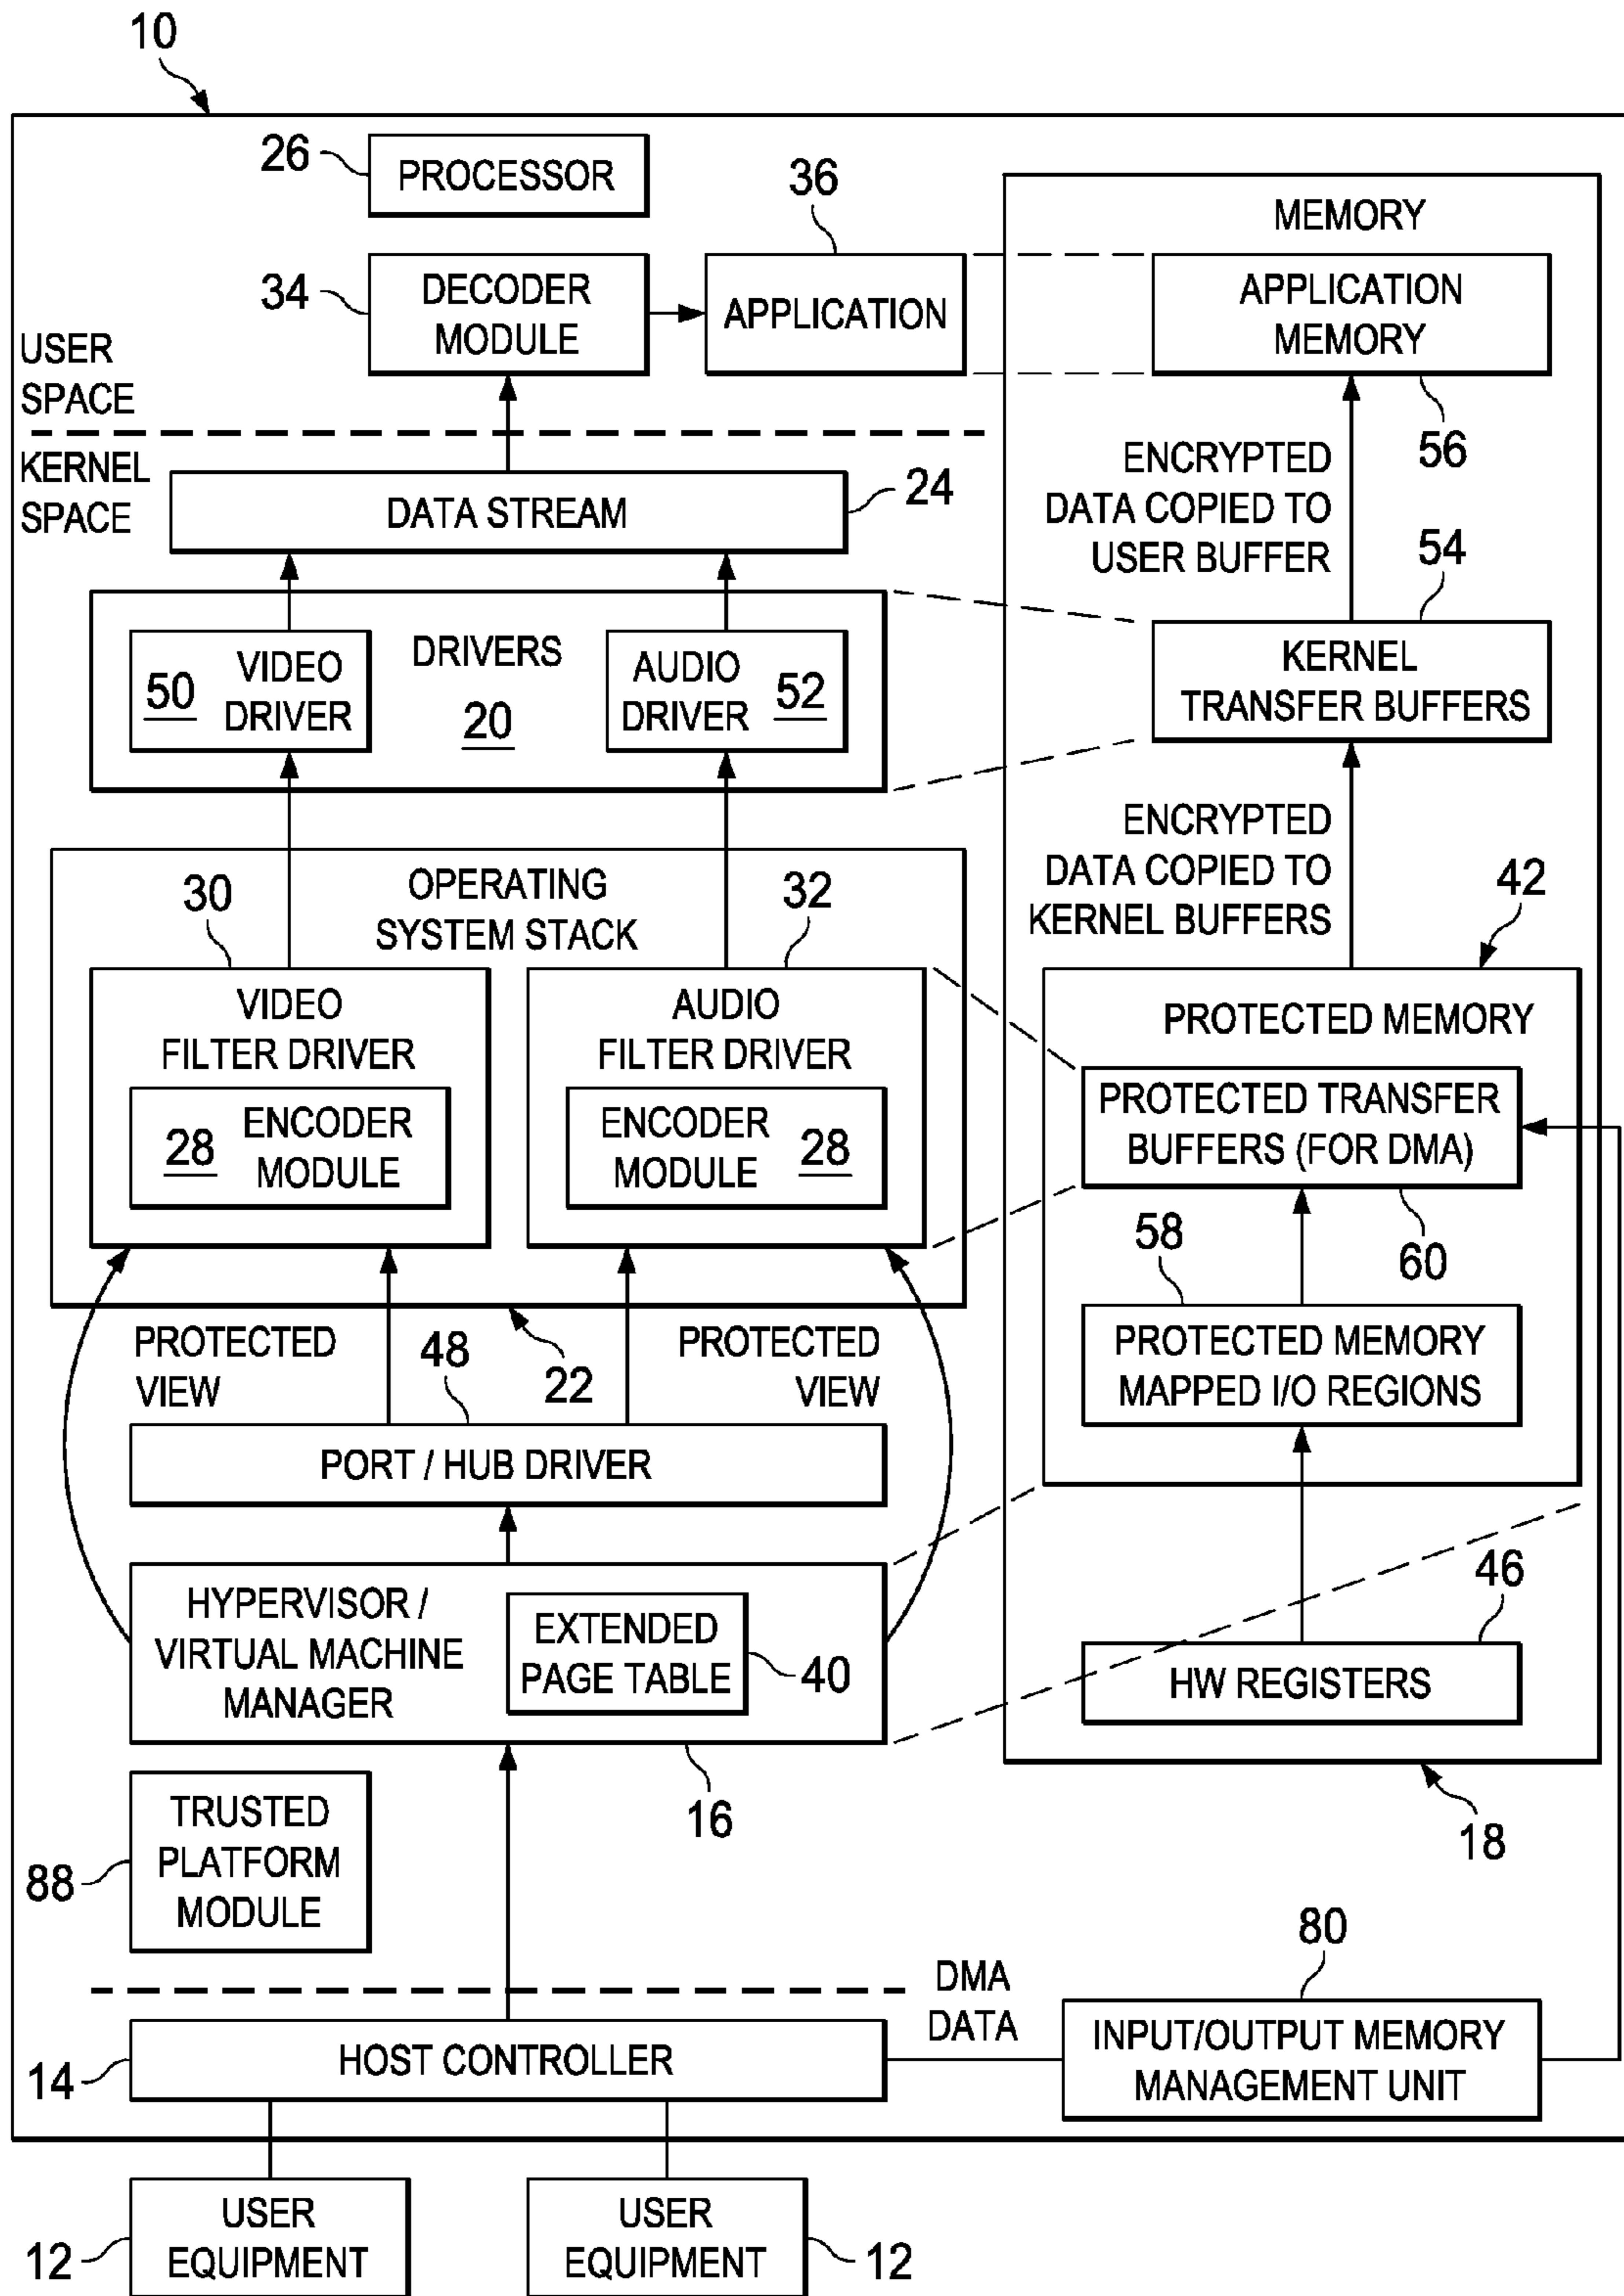 10
26
PROCESSOR
36
MEMORY
34
DECODER
MODULE
APPLICATION
APPLICATION
MEMORY
56
USER
SPACE
KERNEL
SPACE
DATA STREAM
24
ENCRYPTED
DATA COPIED TO
USER BUFFER
54
50
VIDEO
DRIVER
DRIVERS
20
AUDIO
DRIVER
52
KERNEL
TRANSFER BUFFERS
ENCRYPTED
DATA COPIED TO
KERNEL BUFFERS
42
30
OPERATING
SYSTEM STACK
32
VIDEO
FILTER DRIVER
28
ENCODER
MODULE
AUDIO
FILTER DRIVER
ENCODER
MODULE
28
PROTECTED MEMORY
PROTECTED TRANSFER
BUFFERS (FOR DMA)
60
58
PROTECTED MEMORY
MAPPED I/O REGIONS
PROTECTED
VIEW
48
22
PROTECTED
VIEW
PORT / HUB DRIVER
HYPERVISOR /
VIRTUAL MACHINE
MANAGER
EXTENDED
PAGE TABLE
40
46
HW REGISTERS
16
18
88
TRUSTED
PLATFORM
MODULE
80
DMA
DATA
14
HOST CONTROLLER
INPUT/OUTPUT MEMORY
MANAGEMENT UNIT
12
USER
EQUIPMENT
USER
EQUIPMENT
12